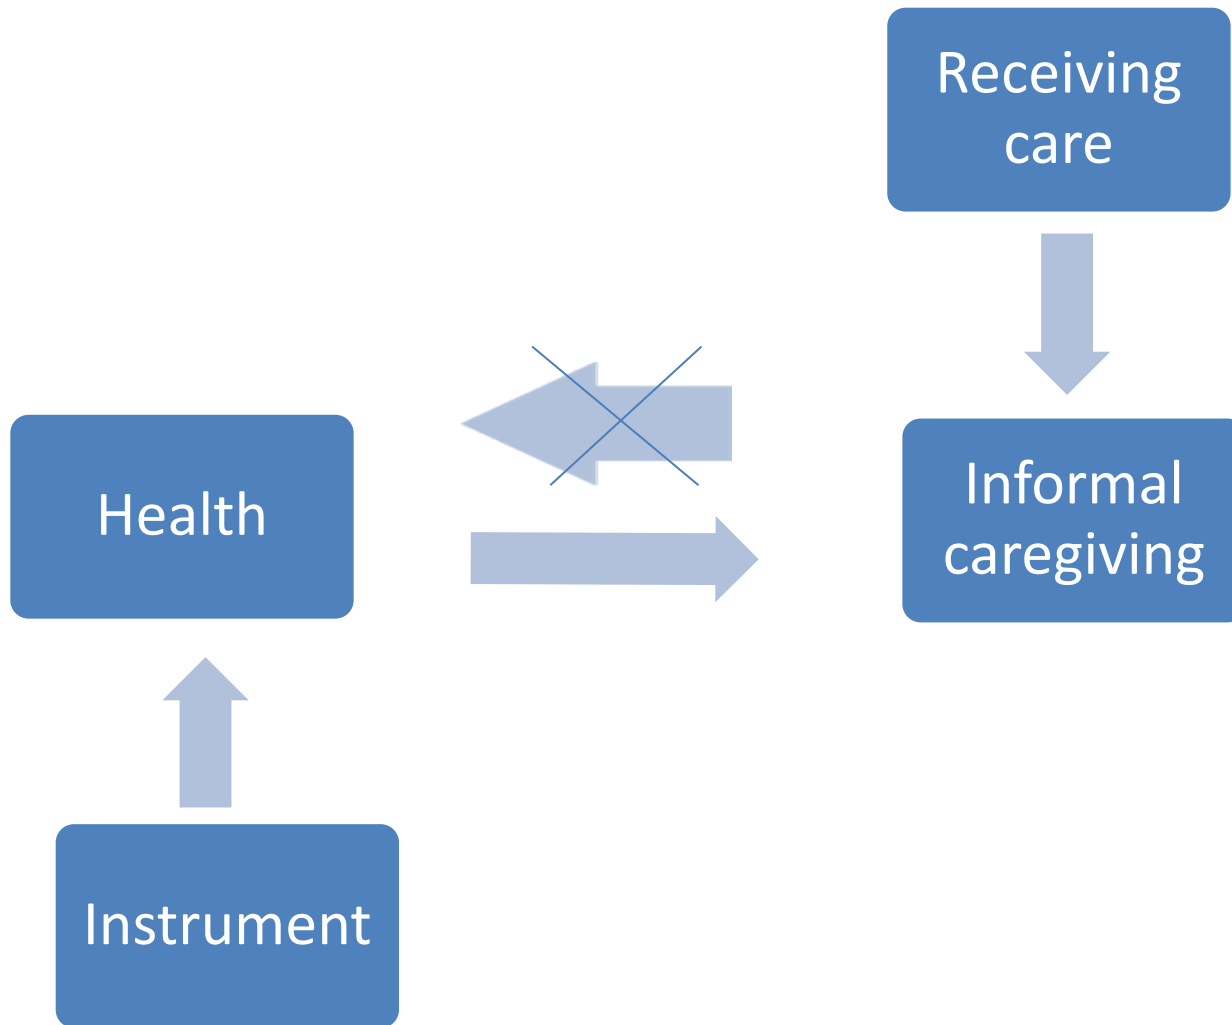 Receiving
care
Health
Informal
caregiving
Instrument